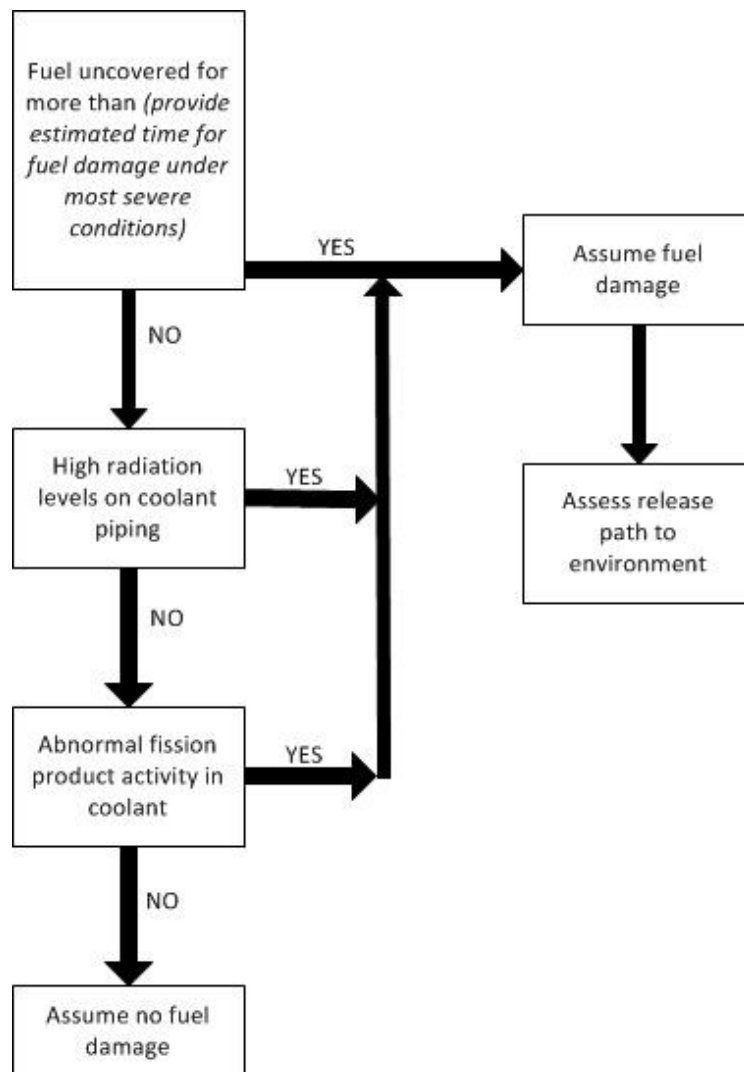 Fuel uncovered for
more than (provide
estimated time for
fuel damage under
most severe
conditions)
YES
Assume fuel
damage
NO
High radiation
levels on coolant
piping
YES
Assess release
path to
environment
NO
Abnormal fission
product activity in
coolant
YES
NO
Assume no fuel
damage